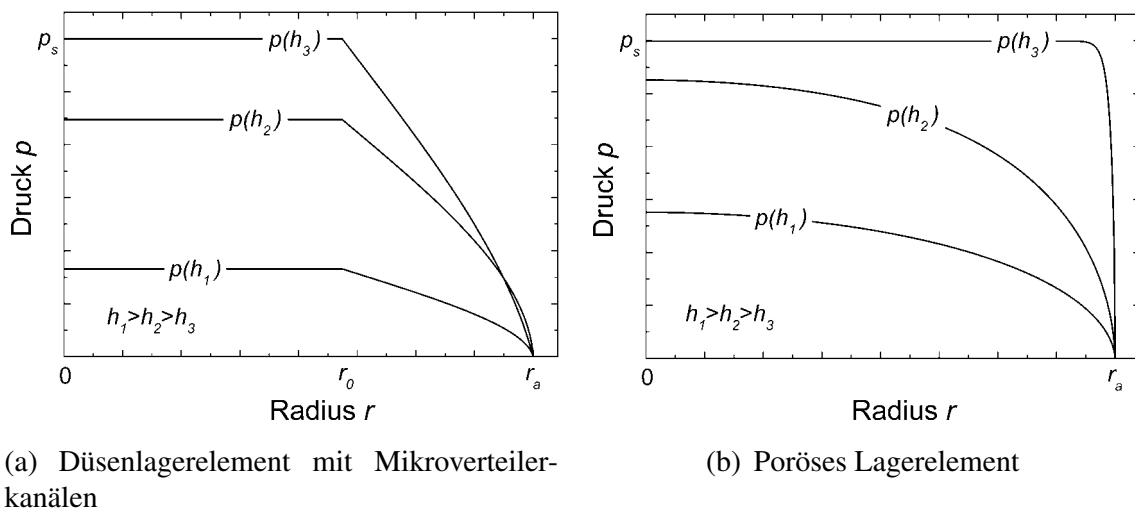 p_s
p(h_3)
p(h_2)
p(h_1)
h_1>h_2>h_3
Druck p
0
r_0
r_a
Radius r
(a) Düsenlagerelement mit Mikroverteiler-
kanälen
p_s
p(h_3)
p(h_2)
p(h_1)
h_1>h_2>h_3
Druck p
0
r_a
Radius r
(b) Poröses Lagerelement